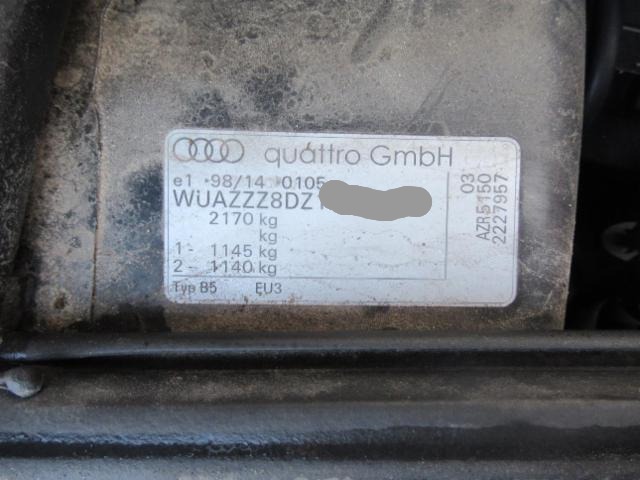 quattro GmbH
e1 *98/14 *0105
WUAZZZ8DZ1
2170 kg
kg
1- 1145 kg
2- 1140 kg
Typ B5 EU3
03
AZR5150
2227957